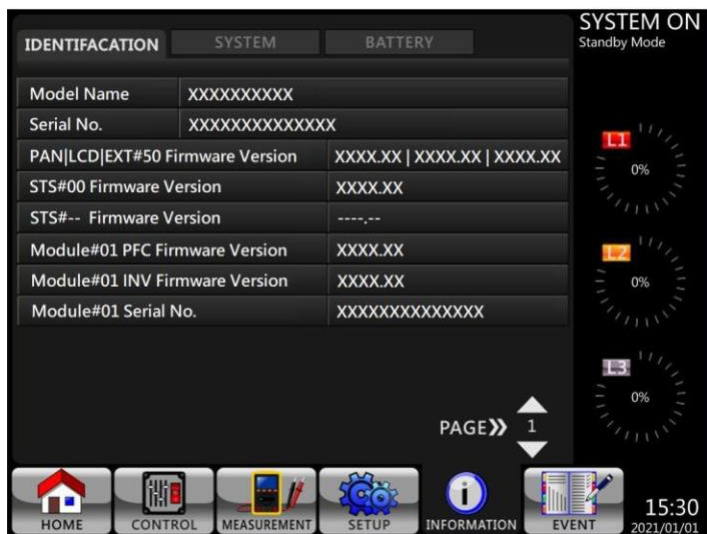 SYSTEM ON
Standby Mode
IDENTIFACATION SYSTEM BATTERY
Model Name XXXXXXXXXX
Serial No. XXXXXXXXXXXXXX
PAN|LCD|EXT#50 Firmware Version XXXX.XX | XXXX.XX | XXXX.XX
STS#00 Firmware Version XXXX.XX
STS#-- Firmware Version ----.--
Module#01 PFC Firmware Version XXXX.XX
Module#01 INV Firmware Version XXXX.XX
Module#01 Serial No. XXXXXXXXXXXXXX
L1
0%
L2
0%
L3
0%
PAGE 1
HOME CONTROL MEASUREMENT SETUP INFORMATION EVENT
15:30
2021/01/01